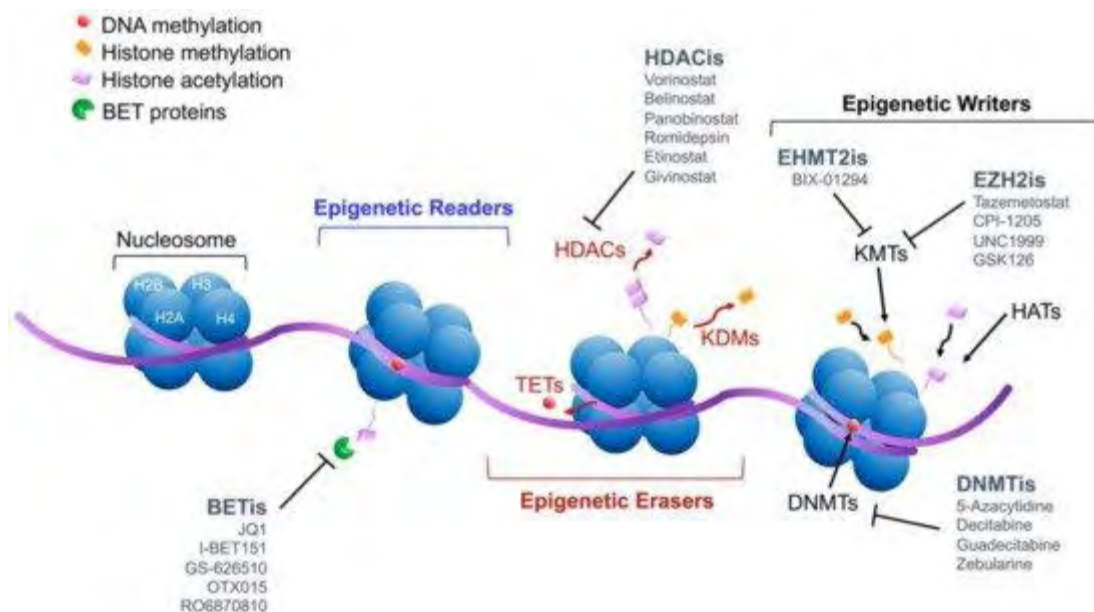 DNA methylation
Histone methylation
Histone acetylation
BET proteins
HDACis
Vorinostat
Belinostat
Panobinostat
Romidepsin
Etinostat
Givinostat
Epigenetic Writers
EHMT2is
BIX-01294
EZH2is
Tazemetostat
CPI-1205
UNC1999
GSK126
Epigenetic Readers
Nucleosome
H2B
H3
H2A
H4
HDACs
KMTs
KDMs
HATs
TETs
BETis
JQ1
I-BET151
GS-626510
OTX015
RO6870810
Epigenetic Erasers
DNMTs
DNMTis
5-Azacytidine
Decitabine
Guadecitabine
Zebularine